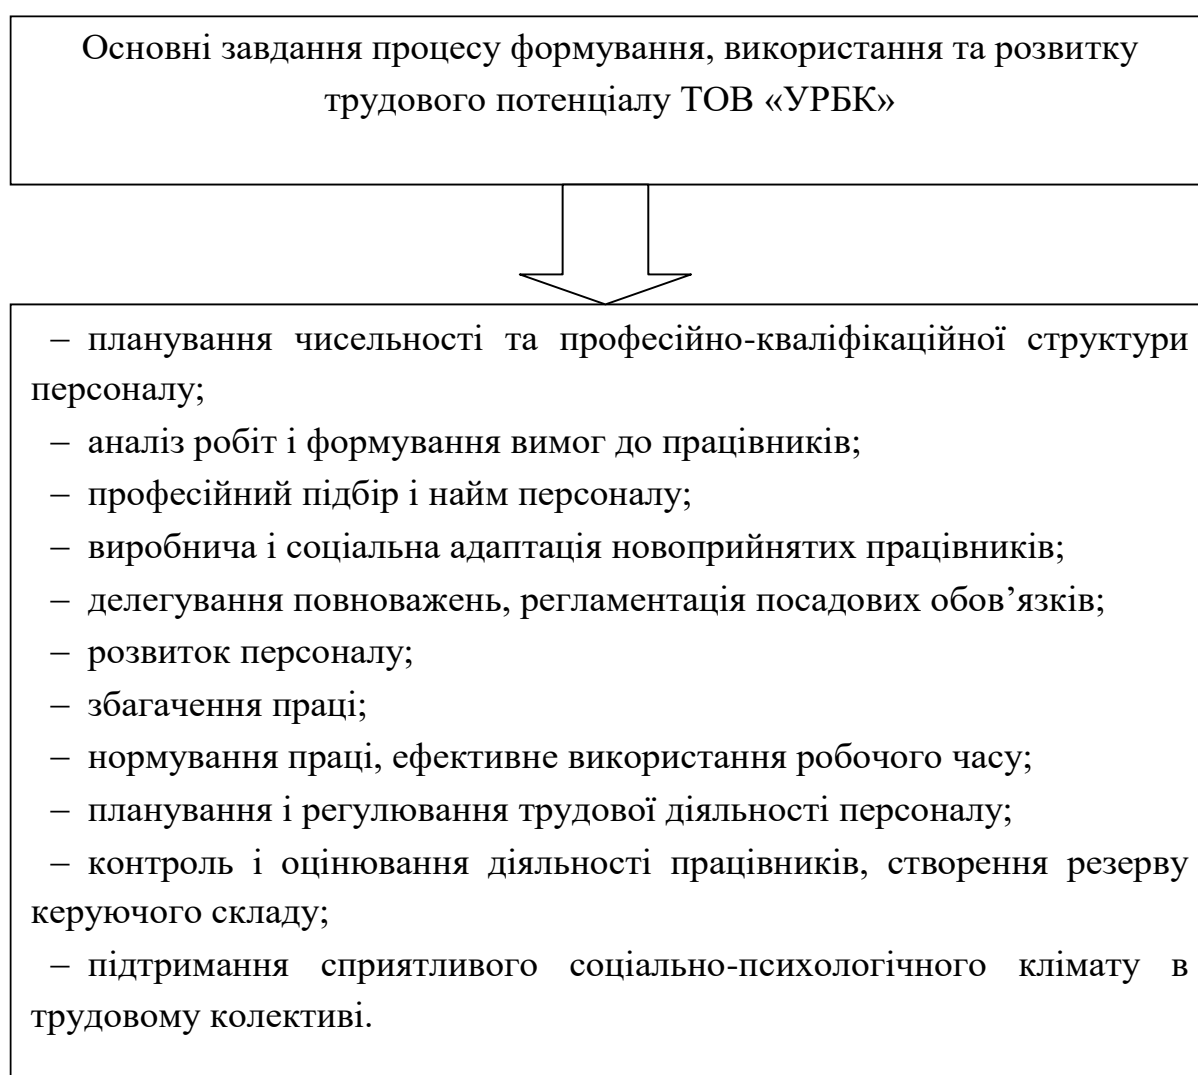 Основні завдання процесу формування, використання та розвитку
трудового потенціалу ТОВ «УРБК»
– планування чисельності та професійно-кваліфікаційної структури
персоналу;
– аналіз робіт і формування вимог до працівників;
– професійний підбір і найм персоналу;
– виробнича і соціальна адаптація новоприйнятих працівників;
– делегування повноважень, регламентація посадових обов’язків;
– розвиток персоналу;
– збагачення праці;
– нормування праці, ефективне використання робочого часу;
– планування і регулювання трудової діяльності персоналу;
– контроль і оцінювання діяльності працівників, створення резерву
керуючого складу;
– підтримання сприятливого соціально-психологічного клімату в
трудовому колективі.